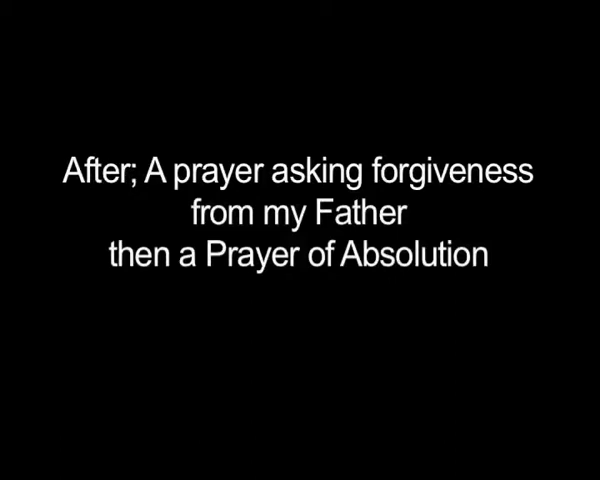 After; A prayer asking forgiveness
from my Father
then a Prayer of Absolution